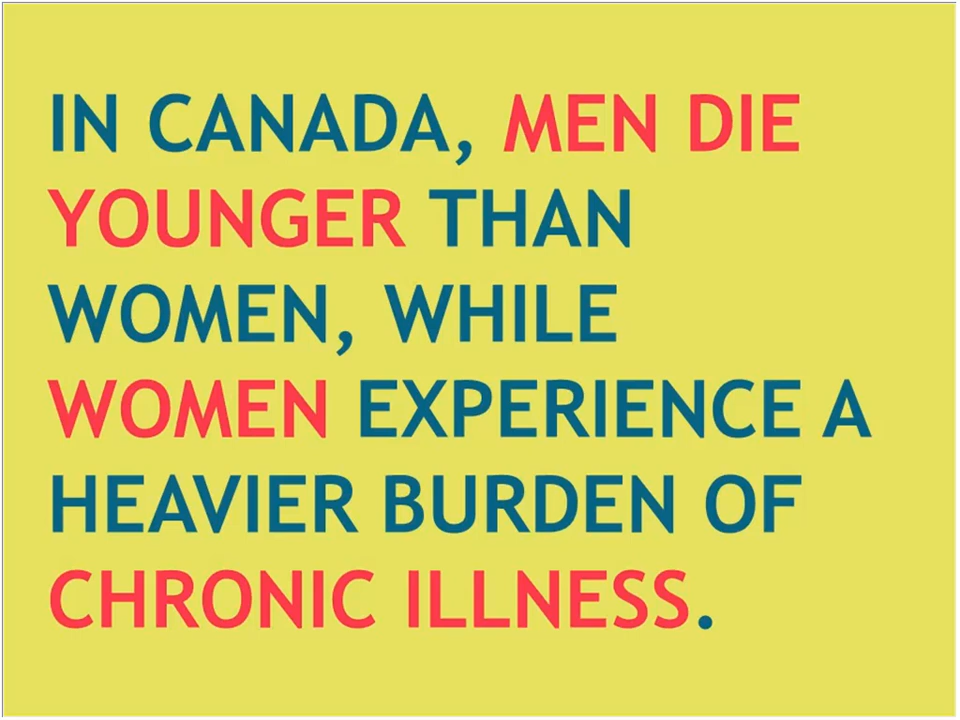 IN CANADA, MEN DIE
YOUNGER THAN
WOMEN, WHILE
WOMEN EXPERIENCE A
HEAVIER BURDEN OF
CHRONIC ILLNESS.